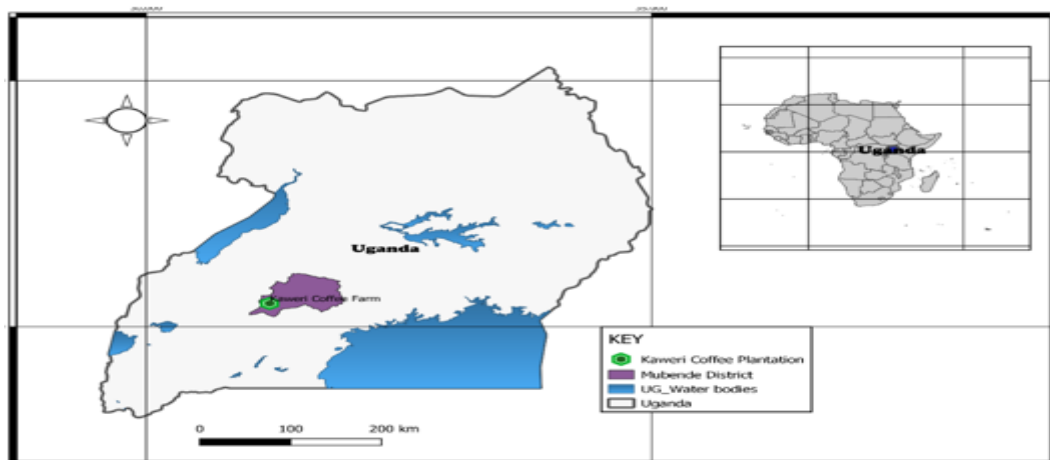 Uganda
Uganda
Kaweri Coffee Farm
KEY
Kaweri Coffee Plantation
Mubende District
UG_Water bodies
Uganda
0 100 200 km